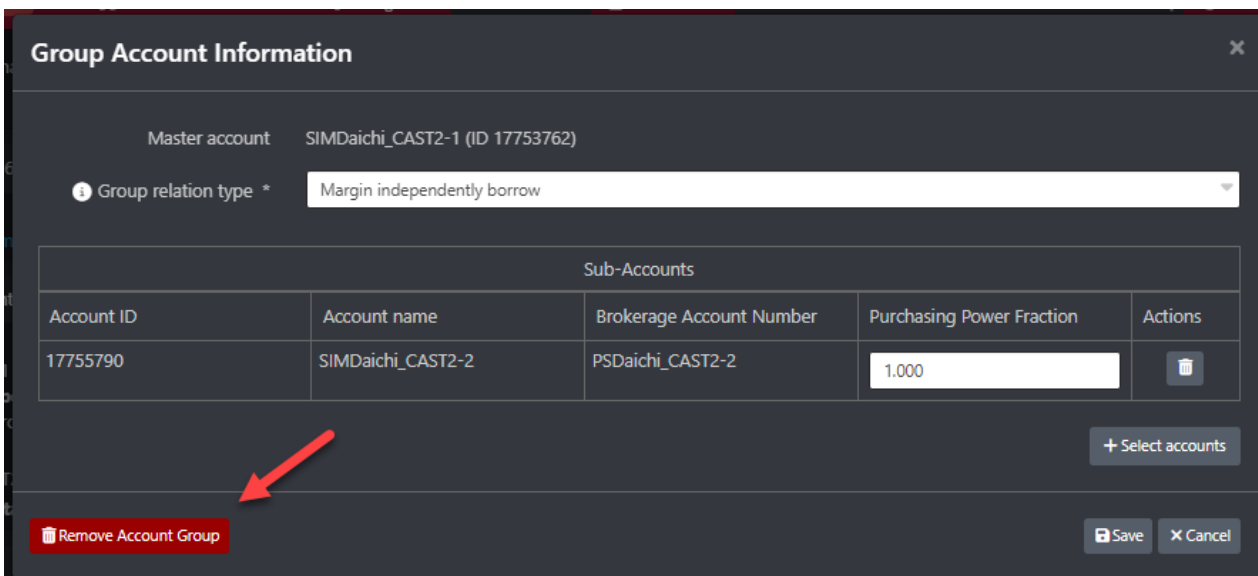 Group Account Information
Master account SIMDaichi_CAST2-1 (ID 17753762)
Group relation type * Margin independently borrow
Sub-Accounts
Account ID Account name Brokerage Account Number Purchasing Power Fraction Actions
17755790 SIMDaichi_CAST2-2 PSDaichi_CAST2-2 1.000
+ Select accounts
Remove Account Group Save × Cancel